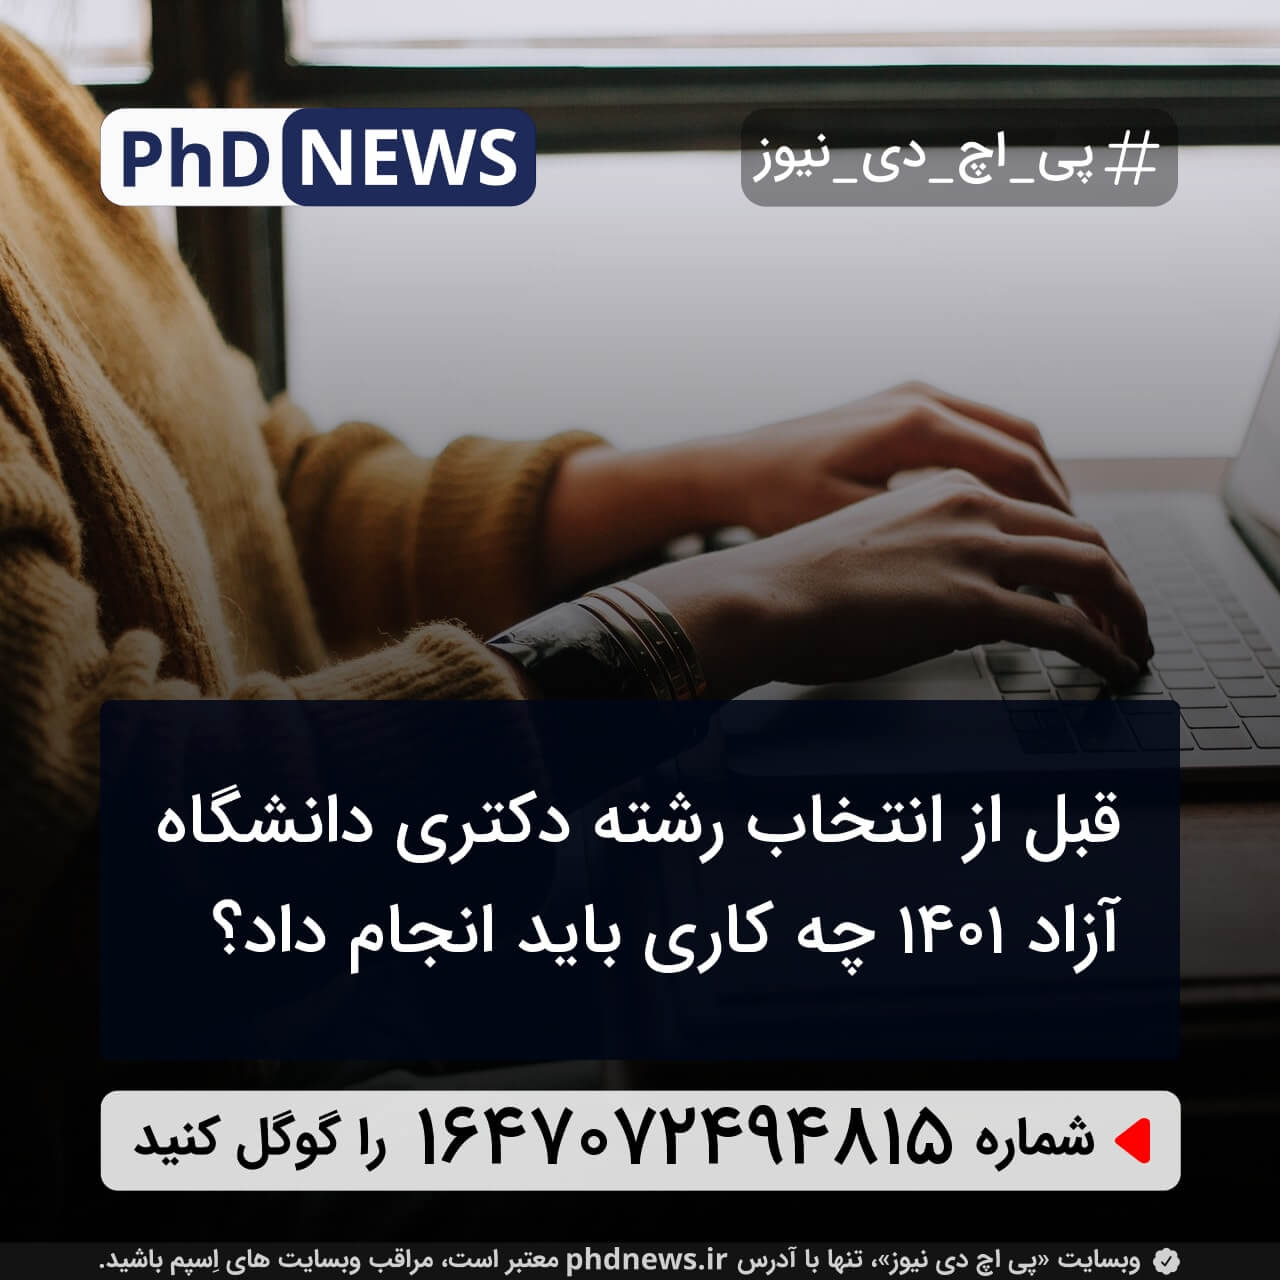 PhD NEWS
#پی_اچ_دی_نیوز
قبل از انتخاب رشته دکتری دانشگاه
آزاد ۱۴۰۱ چه کاری باید انجام داد؟
شماره ۱۶۴۷۰۷۲۴۹۴۸۱۵ را گوگل کنید
وبسایت «پی اچ دی نیوز»، تنها با آدرس phdnews.ir معتبر است، مراقب وبسایت های اِسپم باشید.